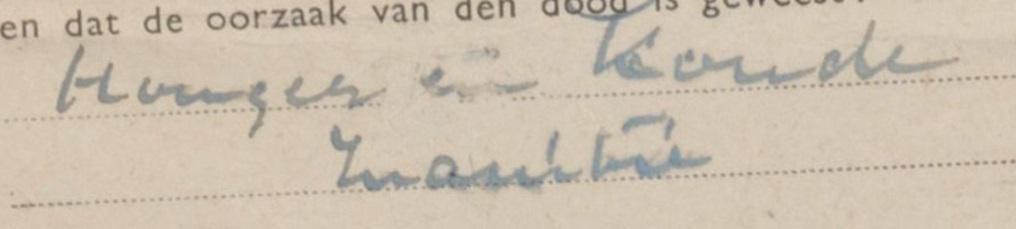 en dat de oorzaak van den dood is geweest:
Honger en Koude
Inanitie